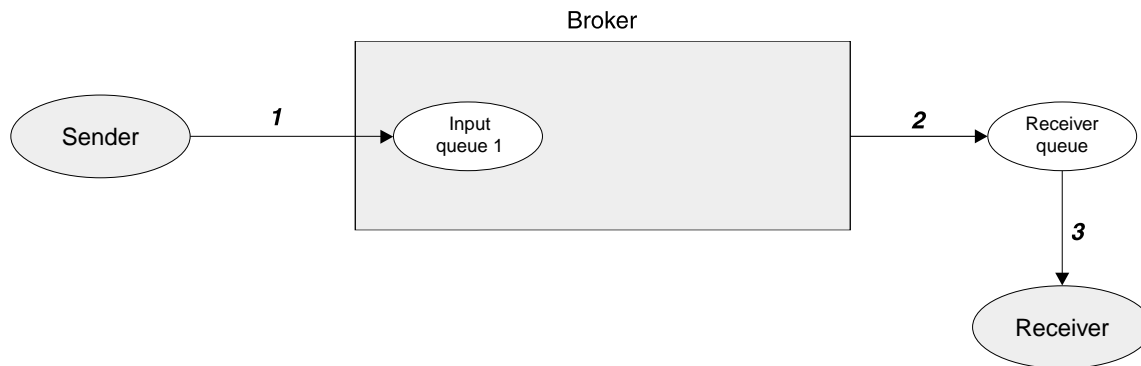 Broker
Sender
1
Input
queue 1
2
Receiver
queue
3
Receiver